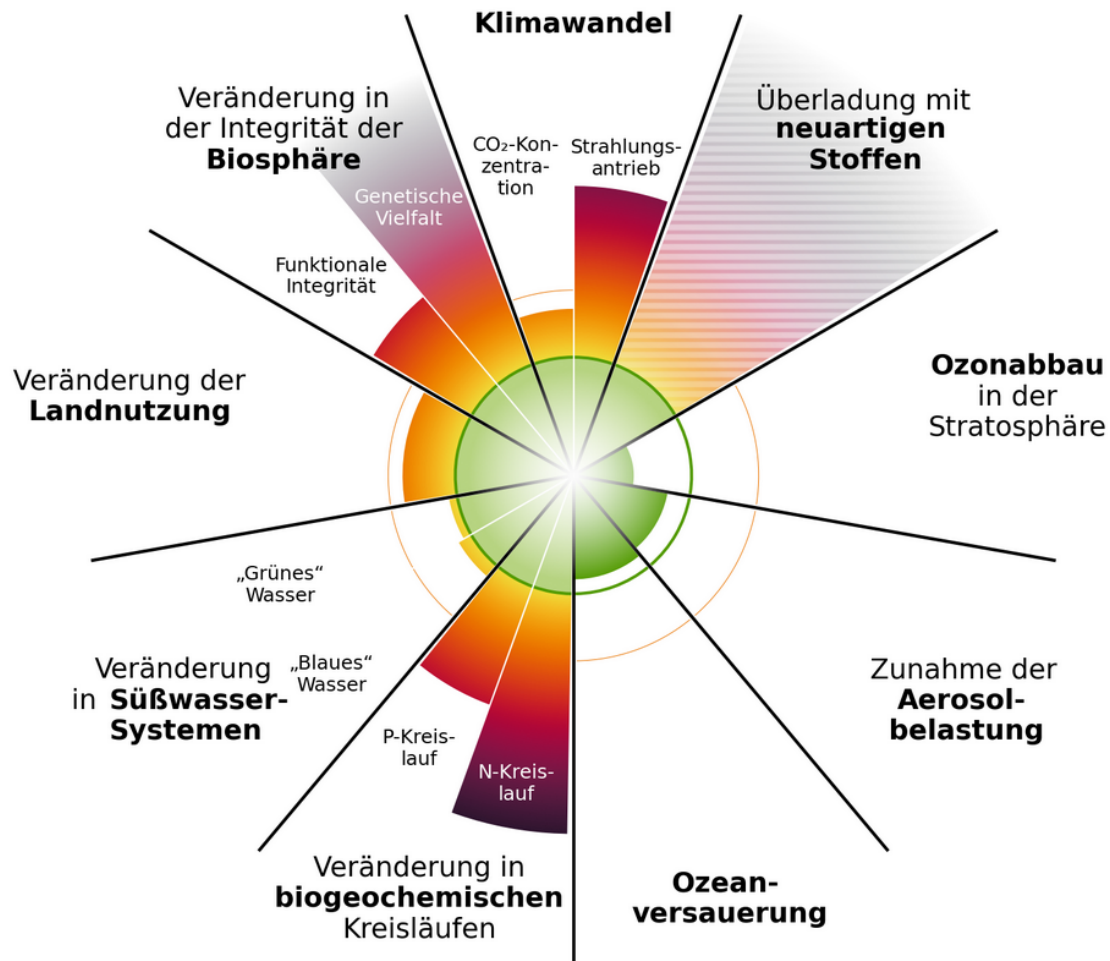 Klimawandel
CO₂-Kon-
zentra-
tion
Strahlungs-
antrieb
Überladung mit
neuartigen
Stoffen
Ozonabbau
in der
Stratosphäre
Zunahme der
Aerosol-
belastung
Ozean-
versauerung
Veränderung in
biogeochemischen
Kreisläufen
N-Kreis-
lauf
P-Kreis-
lauf
Veränderung
in Süßwasser-
Systemen
„Blaues“
Wasser
„Grünes“
Wasser
Veränderung der
Landnutzung
Veränderung in
der Integrität der
Biosphäre
Funktionale
Integrität
Genetische
Vielfalt